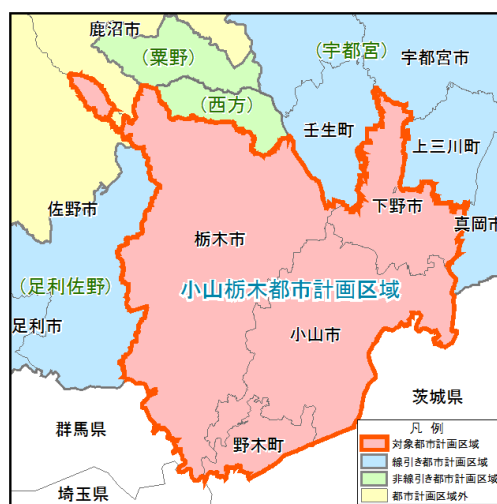 鹿沼市
(粟野)
(宇都宮)
宇都宮市
(西方)
壬生町
上三川町
佐野市
下野市
真岡市
栃木市
(足利佐野)
小山栃木都市計画区域
足利市
小山市
茨城県
群馬県
野木町
埼玉県
凡 例
対象都市計画区域
線引き都市計画区域
非線引き都市計画区域
都市計画区域外